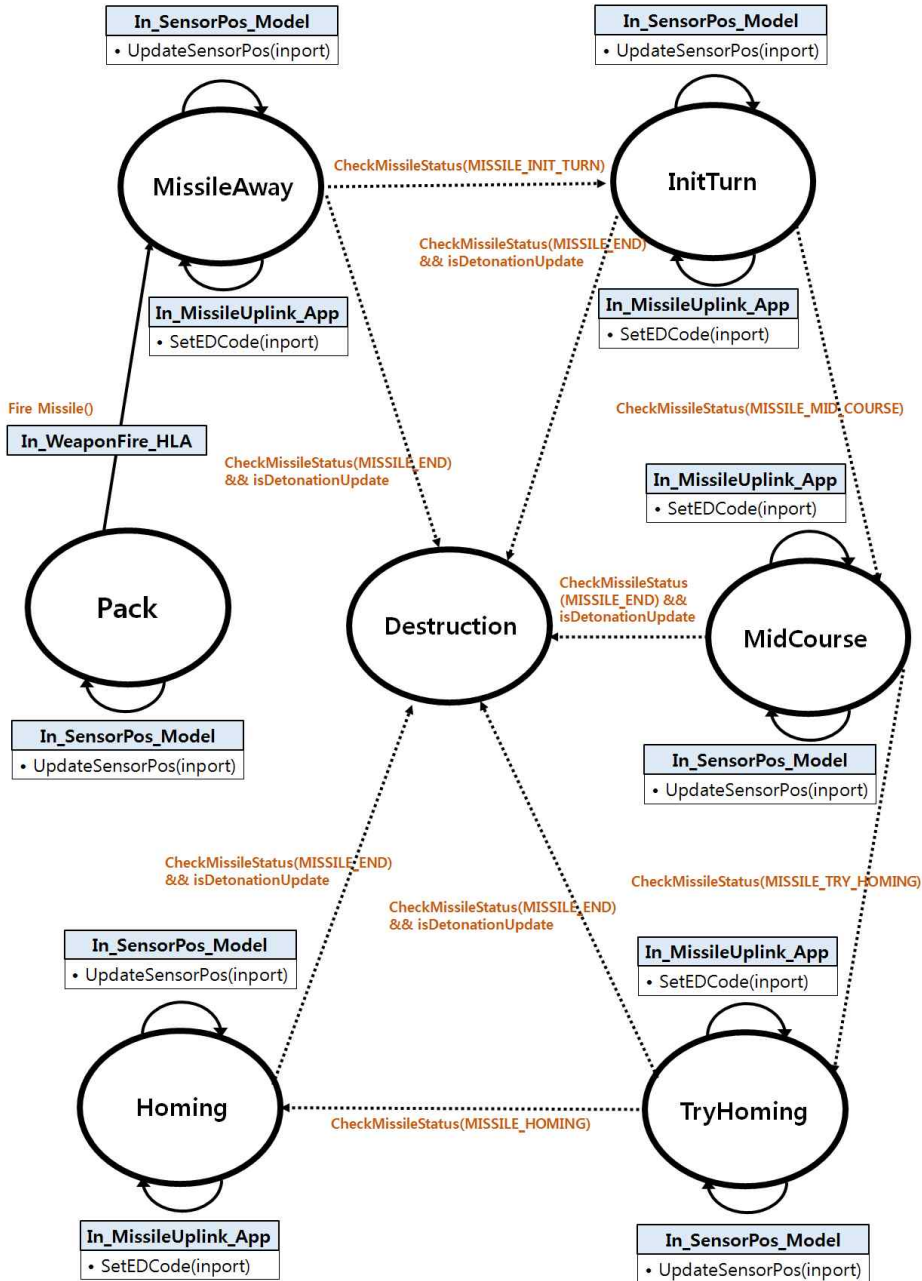 In_SensorPos_Model
• UpdateSensorPos(inport)
In_SensorPos_Model
• UpdateSensorPos(inport)
MissileAway
CheckMissileStatus(MISSILE_INIT_TURN)
InitTurn
CheckMissileStatus(MISSILE_END)
&& isDetonationUpdate
In_MissileUplink_App
• SetEDCode(inport)
In_MissileUplink_App
• SetEDCode(inport)
Fire Missile()
In_WeaponFire_HLA
CheckMissileStatus(MISSILE_MID_COURSE)
CheckMissileStatus(MISSILE_END)
&& isDetonationUpdate
In_MissileUplink_App
• SetEDCode(inport)
Pack
Destruction
CheckMissileStatus
(MISSILE_END) &&
isDetonationUpdate
MidCourse
In_SensorPos_Model
• UpdateSensorPos(inport)
In_SensorPos_Model
• UpdateSensorPos(inport)
CheckMissileStatus(MISSILE_END)
&& isDetonationUpdate
CheckMissileStatus(MISSILE_TRY_HOMING)
CheckMissileStatus(MISSILE_END)
&& isDetonationUpdate
In_SensorPos_Model
• UpdateSensorPos(inport)
In_MissileUplink_App
• SetEDCode(inport)
Homing
CheckMissileStatus(MISSILE_HOMING)
TryHoming
In_MissileUplink_App
• SetEDCode(inport)
In_SensorPos_Model
• UpdateSensorPos(inport)